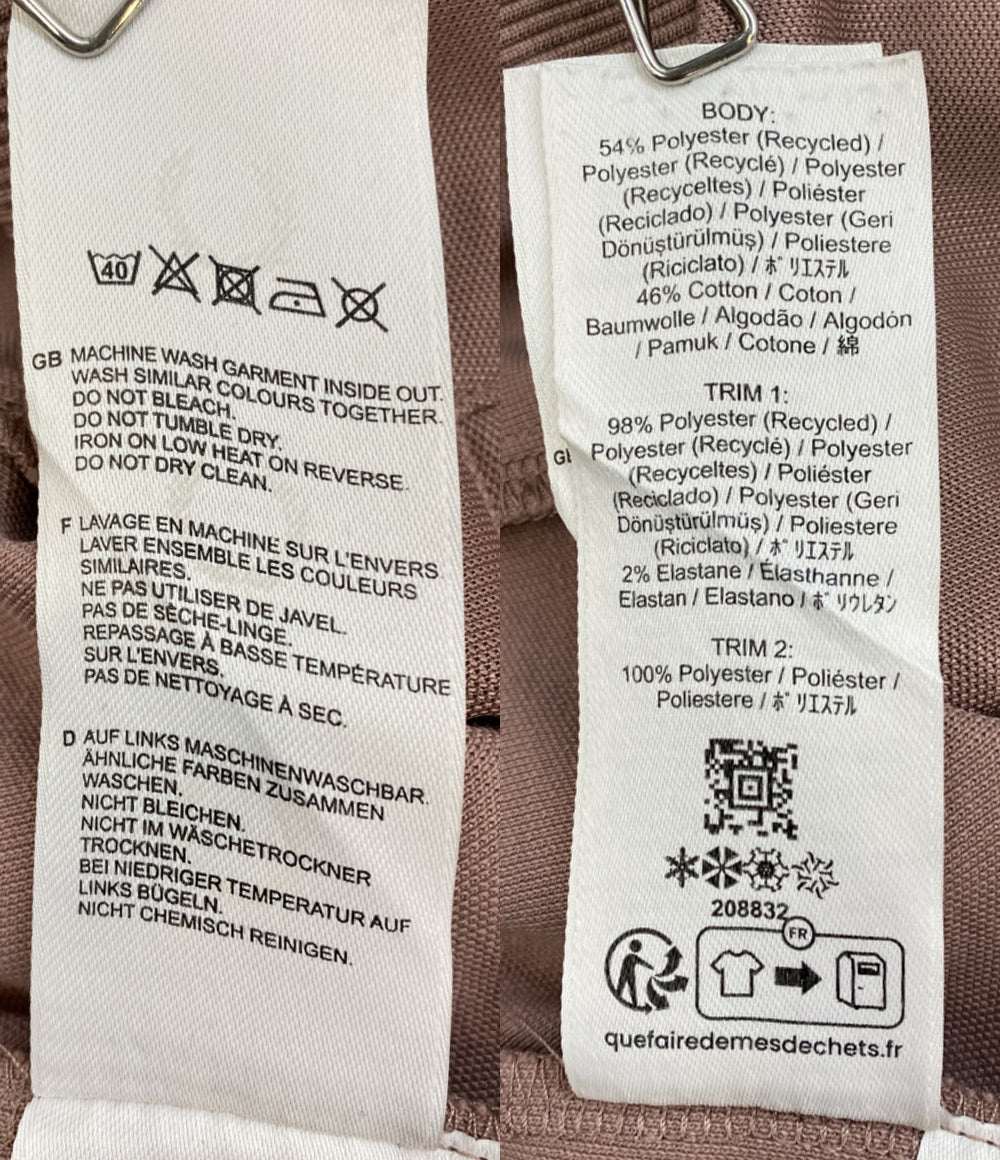 40
GB MACHINE WASH GARMENT INSIDE OUT.
WASH SIMILAR COLOURS TOGETHER.
DO NOT BLEACH.
DO NOT TUMBLE DRY.
IRON ON LOW HEAT ON REVERSE.
DO NOT DRY CLEAN.
F LAVAGE EN MACHINE SUR L'ENVERS
LAVER ENSEMBLE LES COULEURS
SIMILAIRES.
NE PAS UTILISER DE JAVEL.
PAS DE SÈCHE-LINGE.
REPASSAGE À BASSE TEMPÉRATURE
SUR L'ENVERS.
PAS DE NETTOYAGE À SEC.
D AUF LINKS MASCHINENWASCHBAR.
ÄHNLICHE FARBEN ZUSAMMEN
WASCHEN.
NICHT BLEICHEN.
NICHT IM WÄSCHETROCKNER
TROCKNEN.
BEI NIEDRIGER TEMPERATUR AUF
LINKS BÜGELN.
NICHT CHEMISCH REINIGEN.
BODY:
54% Polyester (Recycled) /
Polyester (Recyclé) / Polyester
(Recyceltes) / Poliéster
(Reciclado) / Polyester (Geri
Dönüştürülmüş) / Poliestere
(Riciclato) / ポリエステル
46% Cotton / Coton /
Baumwolle / Algodão / Algodón
/ Pamuk / Cotone / 綿
TRIM 1:
98% Polyester (Recycled) /
Polyester (Recyclé) / Polyester
(Recyceltes) / Poliéster
(Reciclado) / Polyester (Geri
Dönüştürülmüş) / Poliestere
(Riciclato) / ポリエステル
2% Elastane / Élasthanne /
Elastan / Elastano / ポリウレタン
TRIM 2:
100% Polyester / Poliéster /
Poliestere / ポリエステル
208832
FR
quefairedemesdechets.fr